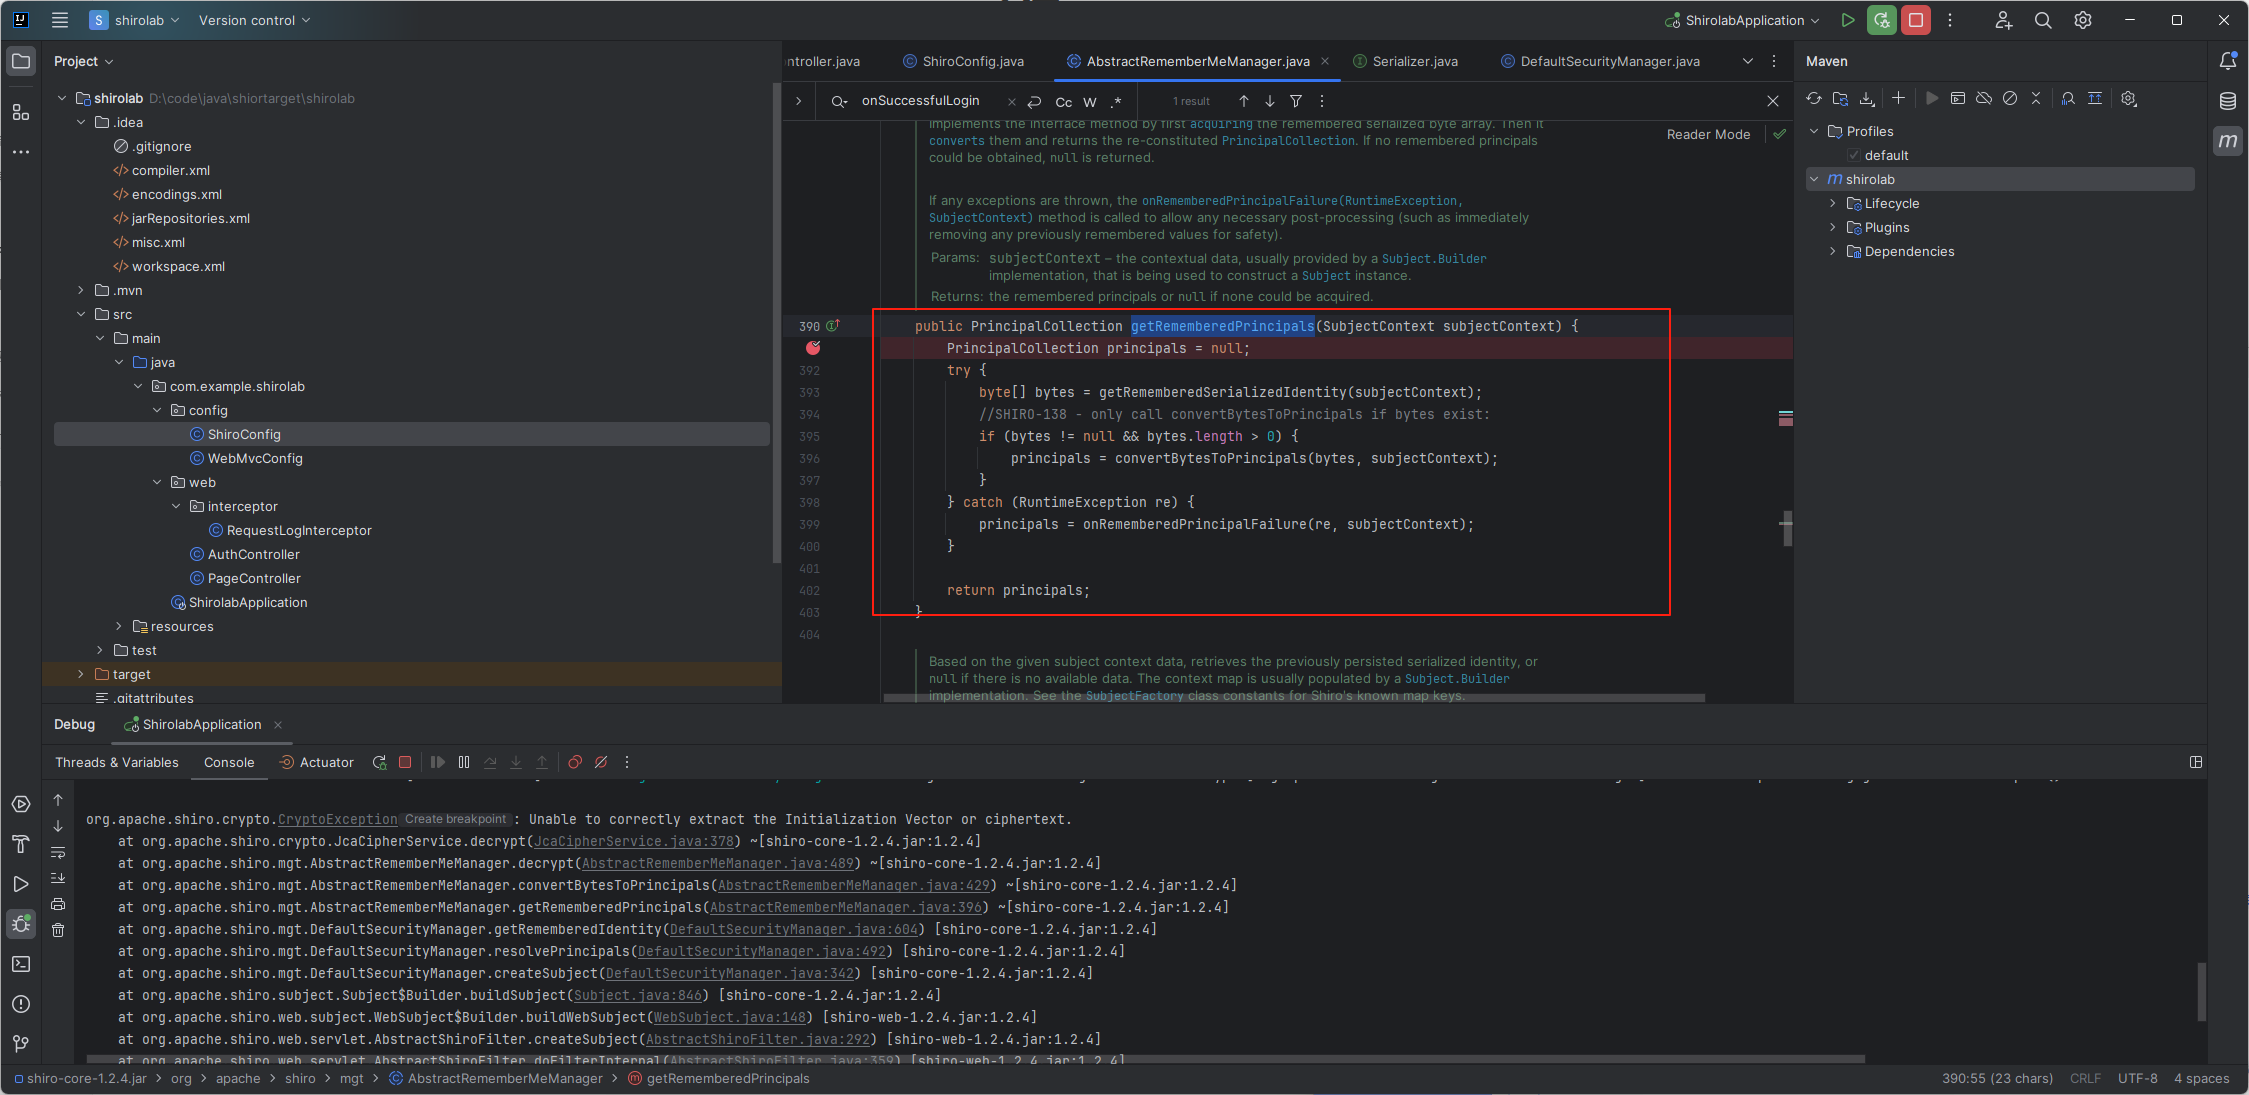 S shirolab Version control ShirolabApplication
Project
shirolab D:\code\java\shiortarget\shirolab
.idea
.gitignore
compiler.xml
encodings.xml
jarRepositories.xml
misc.xml
workspace.xml
.mvn
src
main
java
com.example.shirolab
config
ShiroConfig
WebMvcConfig
web
interceptor
RequestLogInterceptor
AuthController
PageController
ShirolabApplication
resources
test
target
.gitattributes
ntroller.java ShiroConfig.java AbstractRememberMeManager.java Serializer.java DefaultSecurityManager.java
onSuccessfulLogin Cc W .* 1 result
Reader Mode
implements the interface method by first acquiring the remembered serialized byte array. Then it
converts them and returns the re-constituted PrincipalCollection. If no remembered principals
could be obtained, null is returned.
If any exceptions are thrown, the onRememberedPrincipalFailure(RuntimeException,
SubjectContext) method is called to allow any necessary post-processing (such as immediately
removing any previously remembered values for safety).
Params: subjectContext – the contextual data, usually provided by a Subject.Builder
implementation, that is being used to construct a Subject instance.
Returns: the remembered principals or null if none could be acquired.
390 public PrincipalCollection getRememberedPrincipals(SubjectContext subjectContext) {
PrincipalCollection principals = null;
392 try {
393 byte[] bytes = getRememberedSerializedIdentity(subjectContext);
394 //SHIRO-138 - only call convertBytesToPrincipals if bytes exist:
395 if (bytes != null && bytes.length > 0) {
396 principals = convertBytesToPrincipals(bytes, subjectContext);
397 }
398 } catch (RuntimeException re) {
399 principals = onRememberedPrincipalFailure(re, subjectContext);
400 }
401
402 return principals;
403 }
404
Based on the given subject context data, retrieves the previously persisted serialized identity, or
null if there is no available data. The context map is usually populated by a Subject.Builder
implementation. See the SubjectFactory class constants for Shiro's known map keys.
Maven
Profiles
default
m shirolab
Lifecycle
Plugins
Dependencies
Debug ShirolabApplication
Threads & Variables Console Actuator
org.apache.shiro.crypto.CryptoException Create breakpoint : Unable to correctly extract the Initialization Vector or ciphertext.
at org.apache.shiro.crypto.JcaCipherService.decrypt(JcaCipherService.java:378) ~[shiro-core-1.2.4.jar:1.2.4]
at org.apache.shiro.mgt.AbstractRememberMeManager.decrypt(AbstractRememberMeManager.java:489) ~[shiro-core-1.2.4.jar:1.2.4]
at org.apache.shiro.mgt.AbstractRememberMeManager.convertBytesToPrincipals(AbstractRememberMeManager.java:429) ~[shiro-core-1.2.4.jar:1.2.4]
at org.apache.shiro.mgt.AbstractRememberMeManager.getRememberedPrincipals(AbstractRememberMeManager.java:396) ~[shiro-core-1.2.4.jar:1.2.4]
at org.apache.shiro.mgt.DefaultSecurityManager.getRememberedIdentity(DefaultSecurityManager.java:604) [shiro-core-1.2.4.jar:1.2.4]
at org.apache.shiro.mgt.DefaultSecurityManager.resolvePrincipals(DefaultSecurityManager.java:492) [shiro-core-1.2.4.jar:1.2.4]
at org.apache.shiro.mgt.DefaultSecurityManager.createSubject(DefaultSecurityManager.java:342) [shiro-core-1.2.4.jar:1.2.4]
at org.apache.shiro.subject.Subject$Builder.buildSubject(Subject.java:846) [shiro-core-1.2.4.jar:1.2.4]
at org.apache.shiro.web.subject.WebSubject$Builder.buildWebSubject(WebSubject.java:148) [shiro-web-1.2.4.jar:1.2.4]
at org.apache.shiro.web.servlet.AbstractShiroFilter.createSubject(AbstractShiroFilter.java:292) [shiro-web-1.2.4.jar:1.2.4]
at org.apache.shiro.web.servlet.AbstractShiroFilter.doFilterInternal(AbstractShiroFilter.java:359) [shiro-web-1.2.4.jar:1.2.4]
shiro-core-1.2.4.jar > org > apache > shiro > mgt > AbstractRememberMeManager > getRememberedPrincipals 390:55 (23 chars) CRLF UTF-8 4 spaces